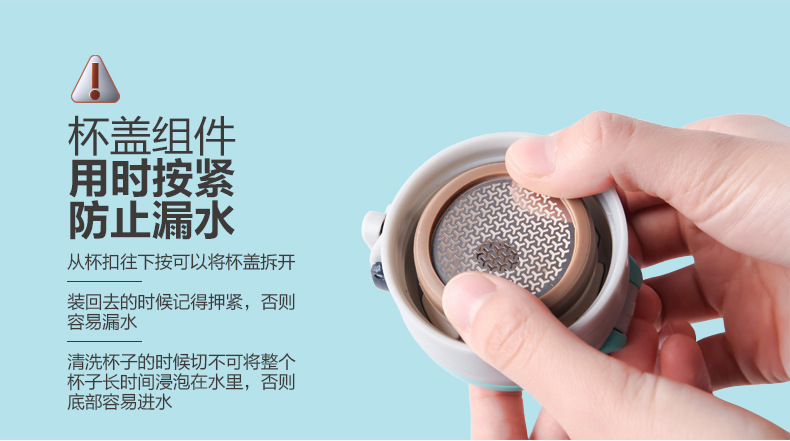 杯盖组件
用时按紧
防止漏水
从杯扣往下按可以将杯盖拆开
装回去的时候记得押紧，否则
容易漏水
清洗杯子的时候切不可将整个
杯子长时间浸泡在水里，否则
底部容易进水